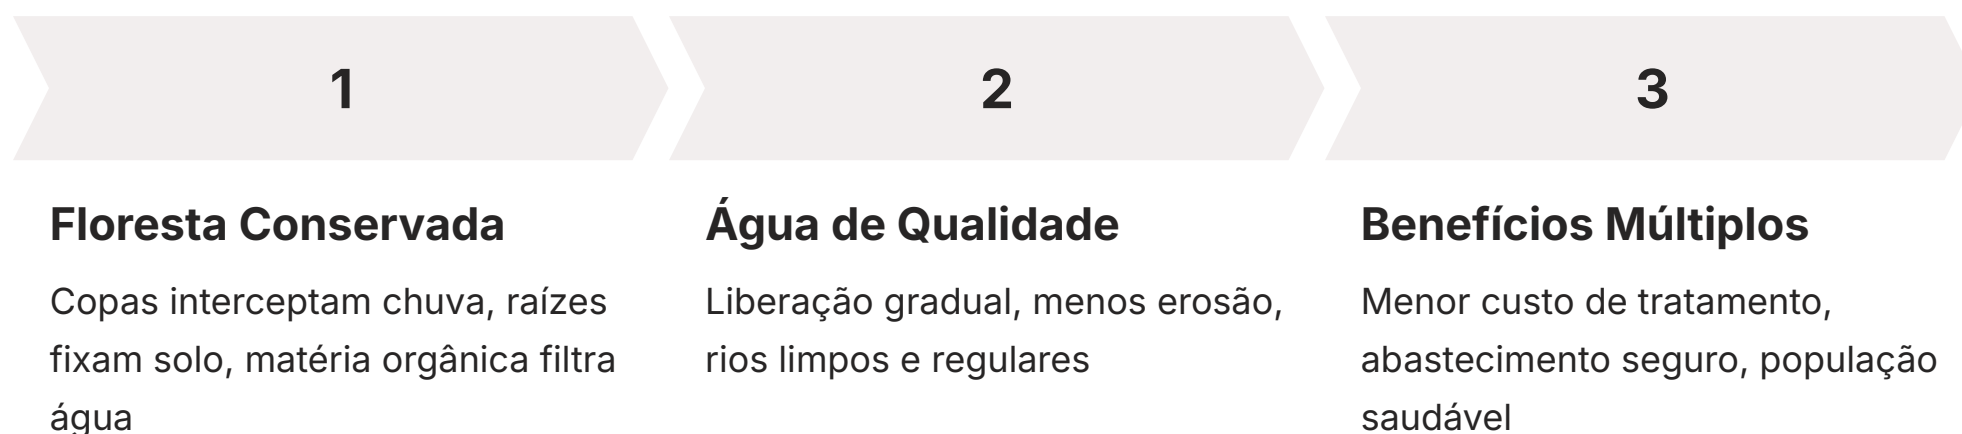 1
Floresta Conservada
Copas interceptam chuva, raízes
fixam solo, matéria orgânica filtra
água
2
Água de Qualidade
Liberação gradual, menos erosão,
rios limpos e regulares
3
Benefícios Múltiplos
Menor custo de tratamento,
abastecimento seguro, população
saudável